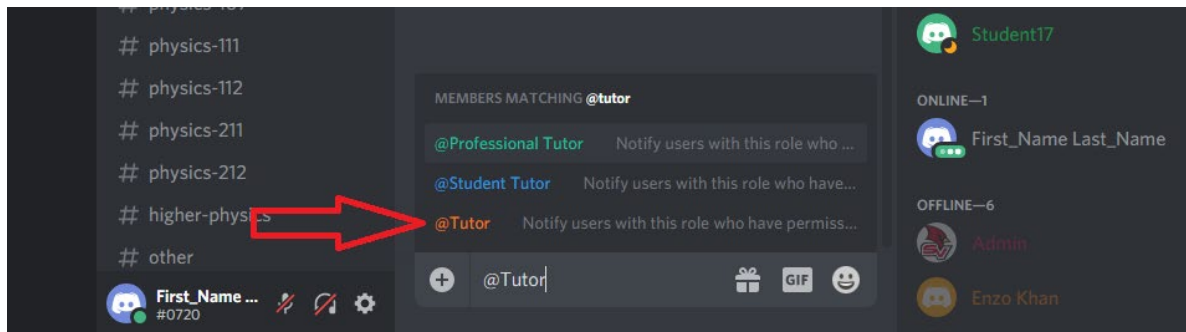 # physics-111
# physics-112
# physics-211
# physics-212
# higher-physics
# other
First_Name ...
#0720
MEMBERS MATCHING @tutor
@Professional Tutor Notify users with this role who ...
@Student Tutor Notify users with this role who have...
@Tutor Notify users with this role who have permiss...
@Tutor
GIF
Student17
ONLINE—1
First_Name Last_Name
OFFLINE—6
Admin
Enzo Khan